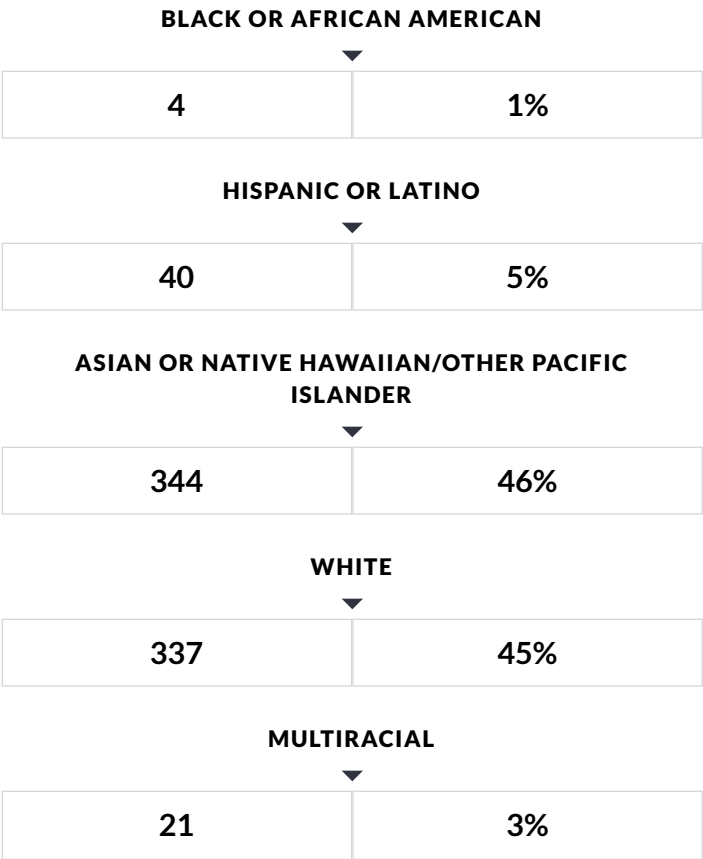 BLACK OR AFRICAN AMERICAN
4 1%
HISPANIC OR LATINO
40 5%
ASIAN OR NATIVE HAWAIIAN/OTHER PACIFIC
ISLANDER
344 46%
WHITE
337 45%
MULTIRACIAL
21 3%